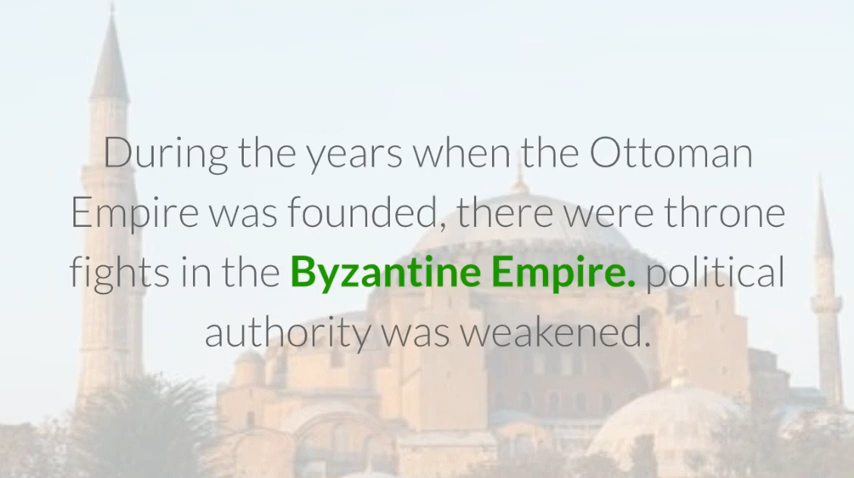 During the years when the Ottoman
Empire was founded, there were throne
fights in the Byzantine Empire. political
authority was weakened.